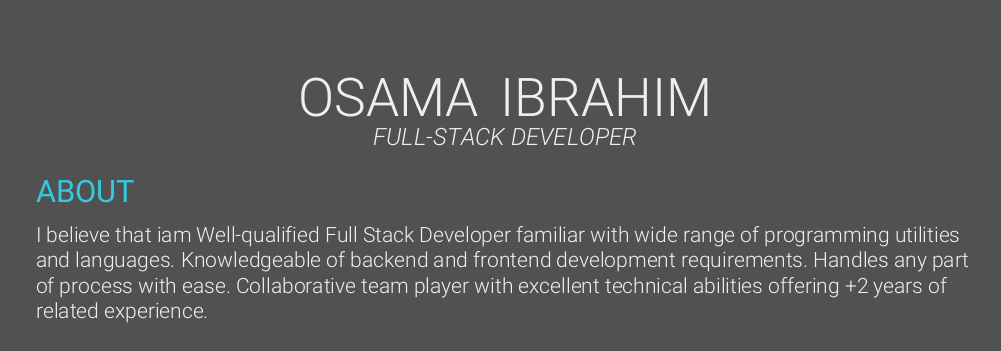 OSAMA IBRAHIM
FULL-STACK DEVELOPER
ABOUT
I believe that iam Well-qualified Full Stack Developer familiar with wide range of programming utilities
and languages. Knowledgeable of backend and frontend development requirements. Handles any part
of process with ease. Collaborative team player with excellent technical abilities offering +2 years of
related experience.